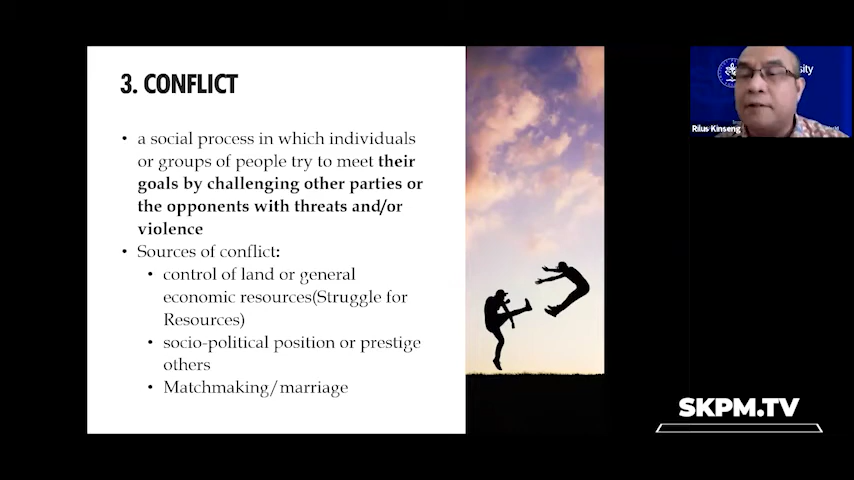 3. CONFLICT
• a social process in which individuals
or groups of people try to meet their
goals by challenging other parties or
the opponents with threats and/or
violence
• Sources of conflict:
• control of land or general
economic resources(Struggle for
Resources)
• socio-political position or prestige
others
• Matchmaking/marriage
Rilus Kinseng
SKPM.TV